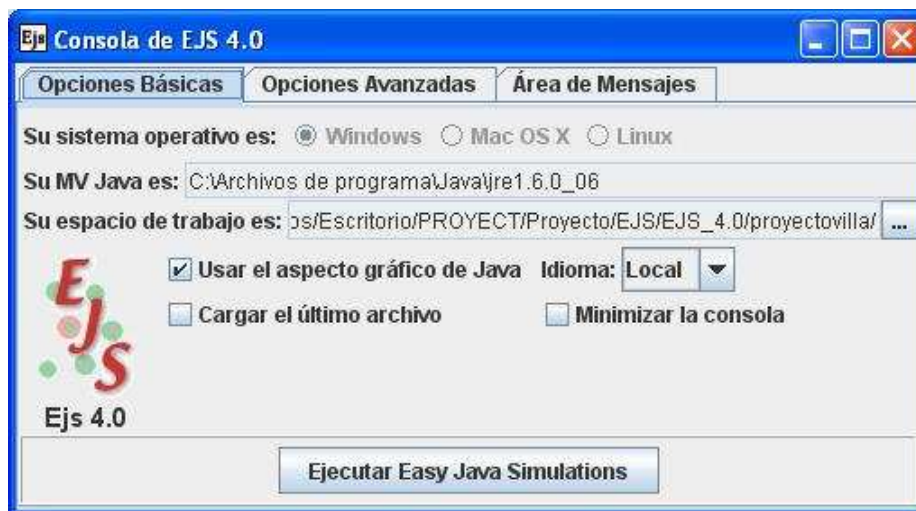 Ejs Consola de EJS 4.0
Opciones Básicas Opciones Avanzadas Área de Mensajes
Su sistema operativo es: Windows Mac OS X Linux
Su MV Java es: C:\Archivos de programa\Java\jre1.6.0_06
Su espacio de trabajo es: os/Escritorio/PROYECT/Proyecto/EJS/EJS_4.0/proyectovilla/ ...
Usar el aspecto gráfico de Java Idioma: Local
Cargar el último archivo Minimizar la consola
EJS
Ejs 4.0
Ejecutar Easy Java Simulations